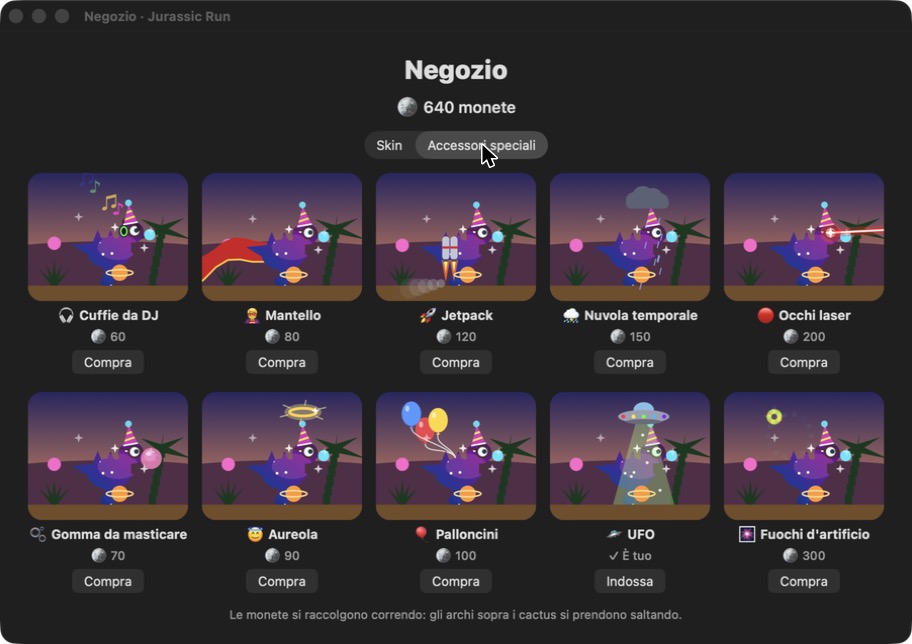 Negozio · Jurassic Run
Negozio
640 monete
Skin
Accessori speciali
Cuffie da DJ
60
Compra
Mantello
80
Compra
Jetpack
120
Compra
Nuvola temporale
150
Compra
Occhi laser
200
Compra
Gomma da masticare
70
Compra
Aureola
90
Compra
Palloncini
100
Compra
UFO
✓ È tuo
Indossa
Fuochi d'artificio
300
Compra
Le monete si raccolgono correndo: gli archi sopra i cactus si prendono saltando.